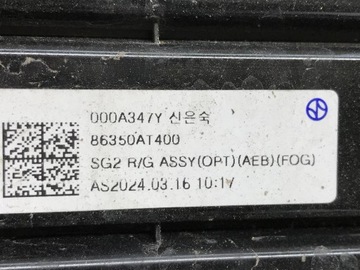 000A347Y 신은숙
86350AT400
SG2 R/G ASSY(OPT)(AEB)(FOG)
AS2024.03.16 10:17